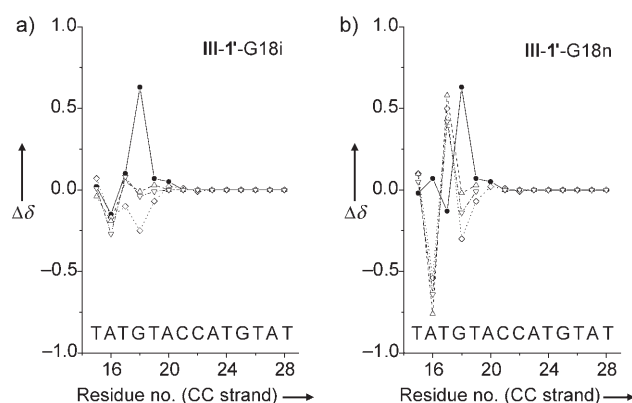 a)
III-1'-G18i
1.0
0.5
0.0
–0.5
–1.0
Δδ
TATGTACCATGTAT
16 20 24 28
Residue no. (CC strand)
b)
III-1'-G18n
1.0
0.5
0.0
–0.5
–1.0
Δδ
TATGTACCATGTAT
16 20 24 28
Residue no. (CC strand)